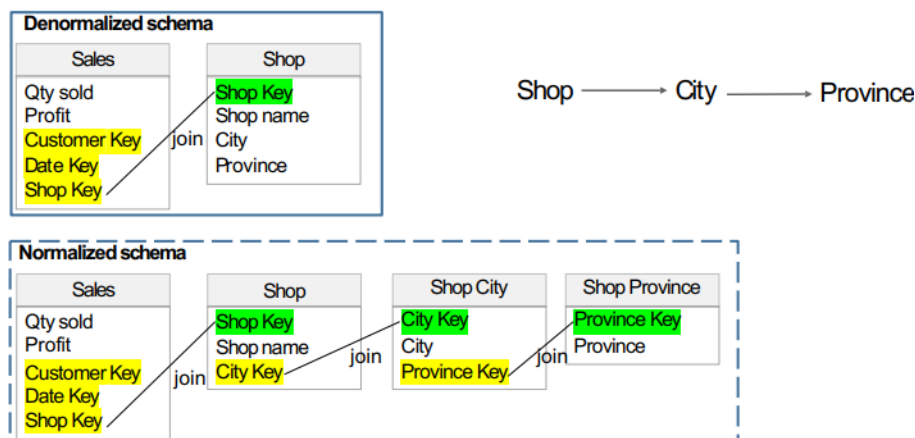 Denormalized schema
Sales
Qty sold
Profit
Customer Key
Date Key
Shop Key
join
Shop
Shop Key
Shop name
City
Province
Shop City Province
Normalized schema
Sales
Qty sold
Profit
Customer Key
Date Key
Shop Key
join
Shop
Shop Key
Shop name
City Key
join
Shop City
City Key
City
Province Key
join
Shop Province
Province Key
Province